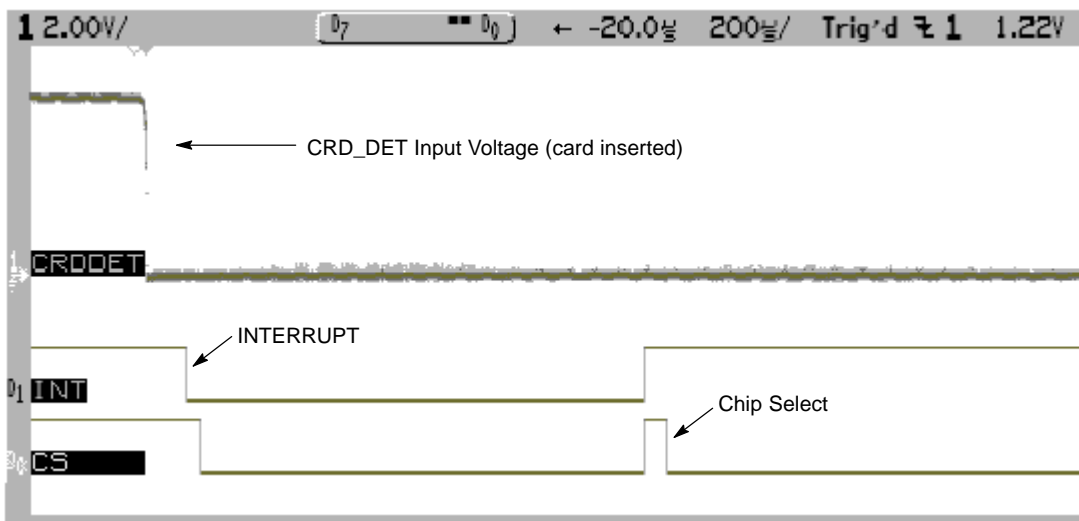 1 2.00V/ D7 D0 ← -20.0µs 200µs/ Trig'd 1 1.22V
CRD_DET Input Voltage (card inserted)
CRDDET
INTERRUPT
D1 INT
Chip Select
CS